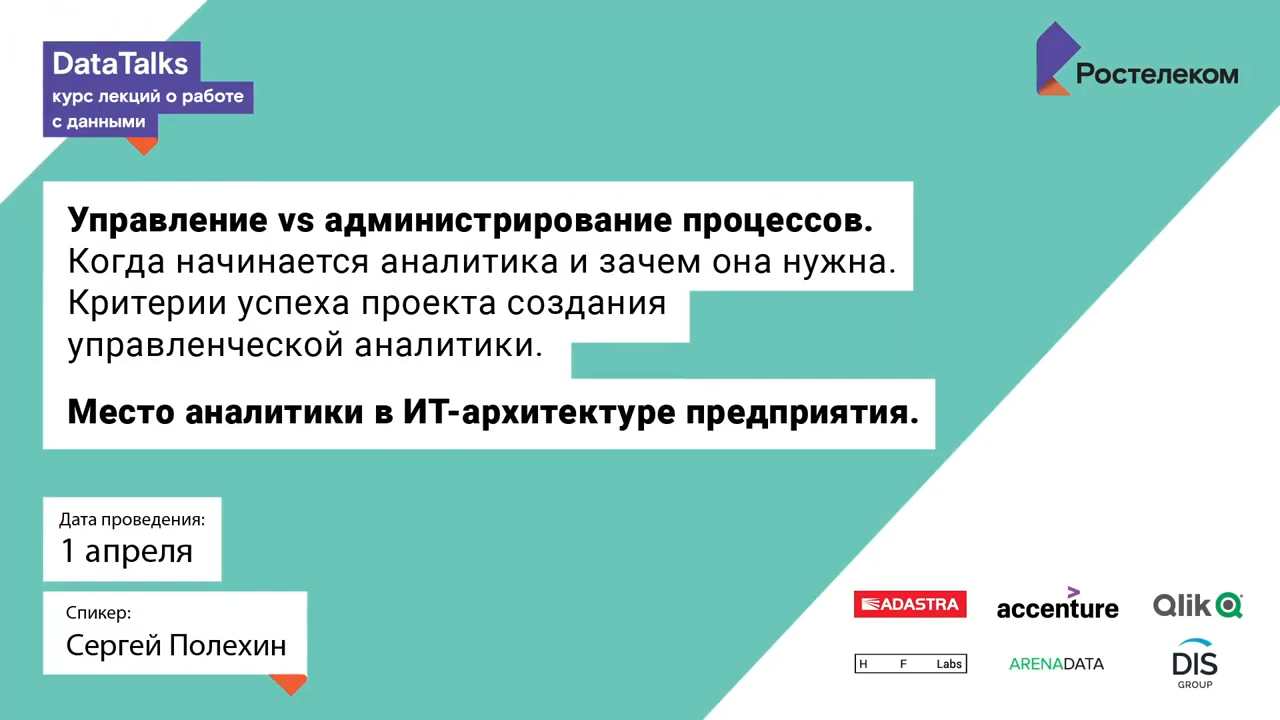 DataTalks
курс лекций о работе
с данными
Ростелеком
Управление vs администрирование процессов.
Когда начинается аналитика и зачем она нужна.
Критерии успеха проекта создания
управленческой аналитики.
Место аналитики в ИТ-архитектуре предприятия.
Дата проведения:
1 апреля
Спикер:
Сергей Полехин
ADASTRA
accenture
Qlik
H F Labs
ARENADATA
DIS
GROUP